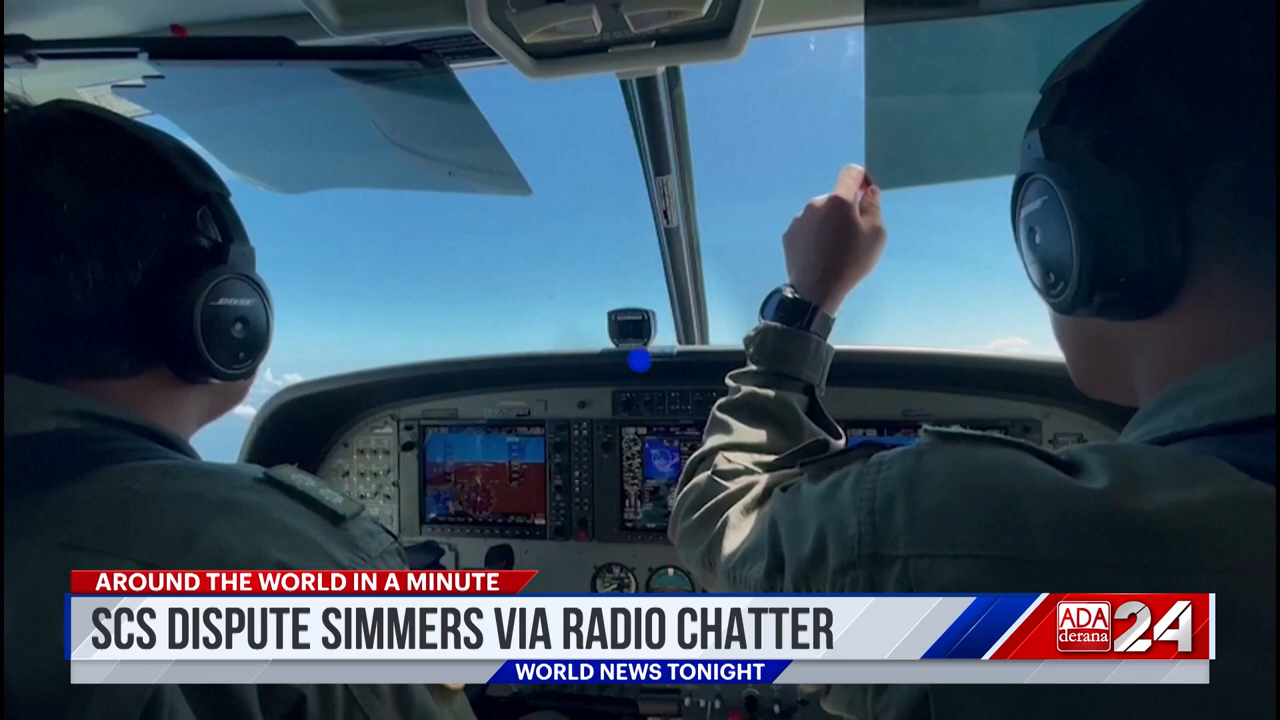 BOSE
AROUND THE WORLD IN A MINUTE
SCS DISPUTE SIMMERS VIA RADIO CHATTER
ADA
derana
24
WORLD NEWS TONIGHT